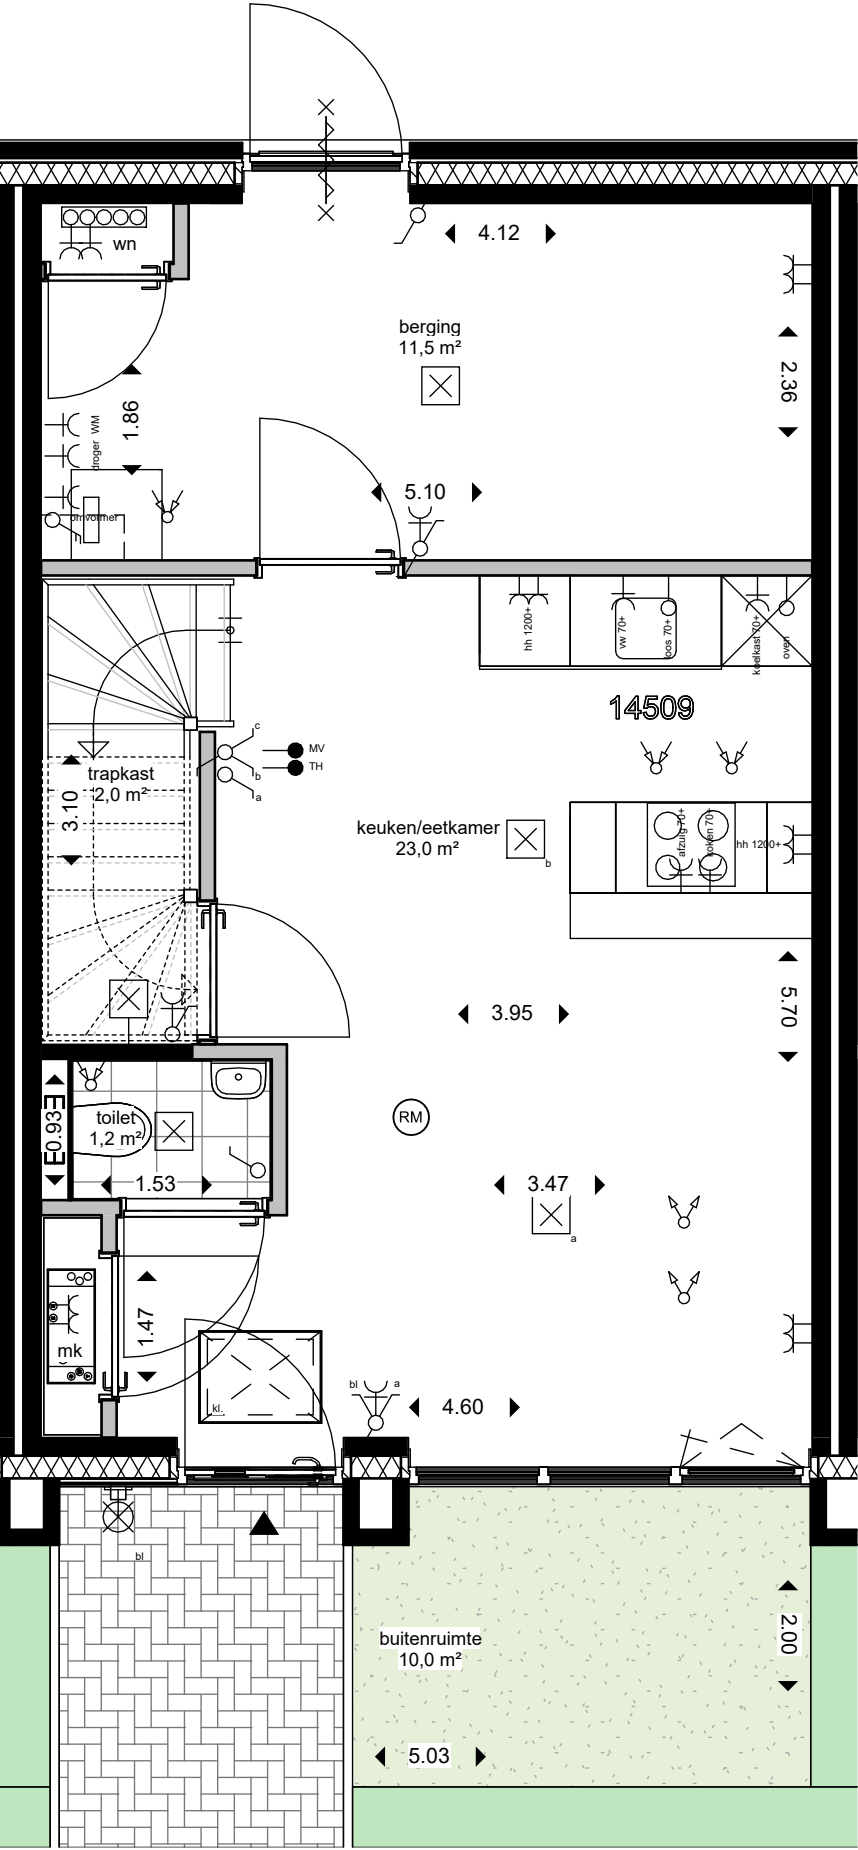 wn
4.12
berging
11,5 m²
2.36
1.86
WM
droger
5.10
omvormer
hh 1200+
vw 70+
loos 70+
koelkast 70+
oven
14509
c
MV
b
TH
a
trapkast
2,0 m²
3.10
keuken/eetkamer
23,0 m²
b
afzuig 70+
koken 70+
hh 1200+
3.95
5.70
toilet
1,2 m²
0.93
RM
1.53
3.47
a
1.47
mk
kl.
bl
a
4.60
bl
buitenruimte
10,0 m²
2.00
5.03